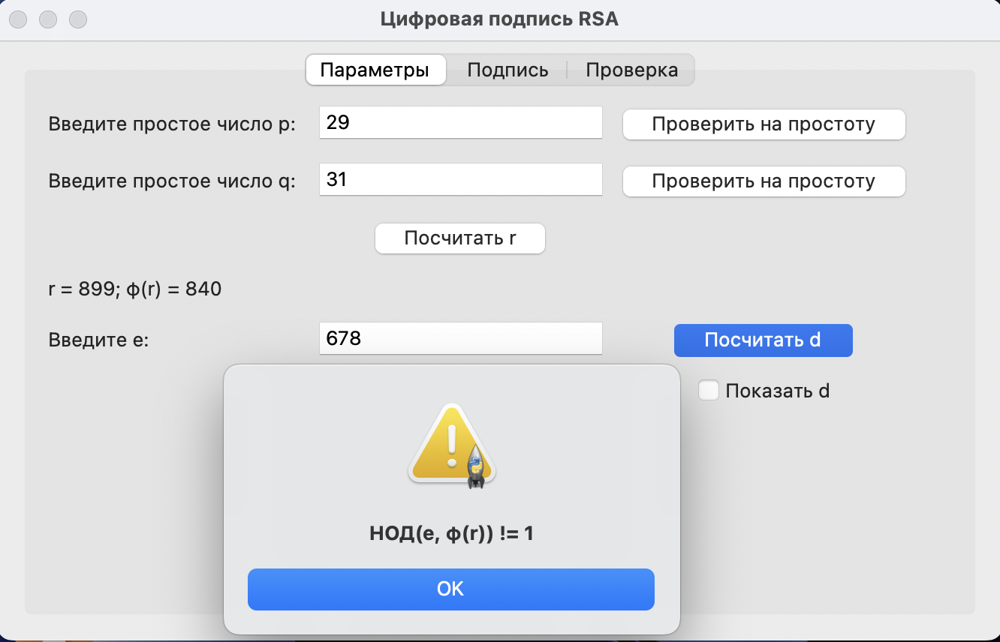 Цифровая подпись RSA
Параметры Подпись Проверка
Введите простое число p: 29 Проверить на простоту
Введите простое число q: 31 Проверить на простоту
Посчитать r
r = 899; φ(r) = 840
Введите e: 678 Посчитать d
Показать d
НОД(e, φ(r)) != 1
OK